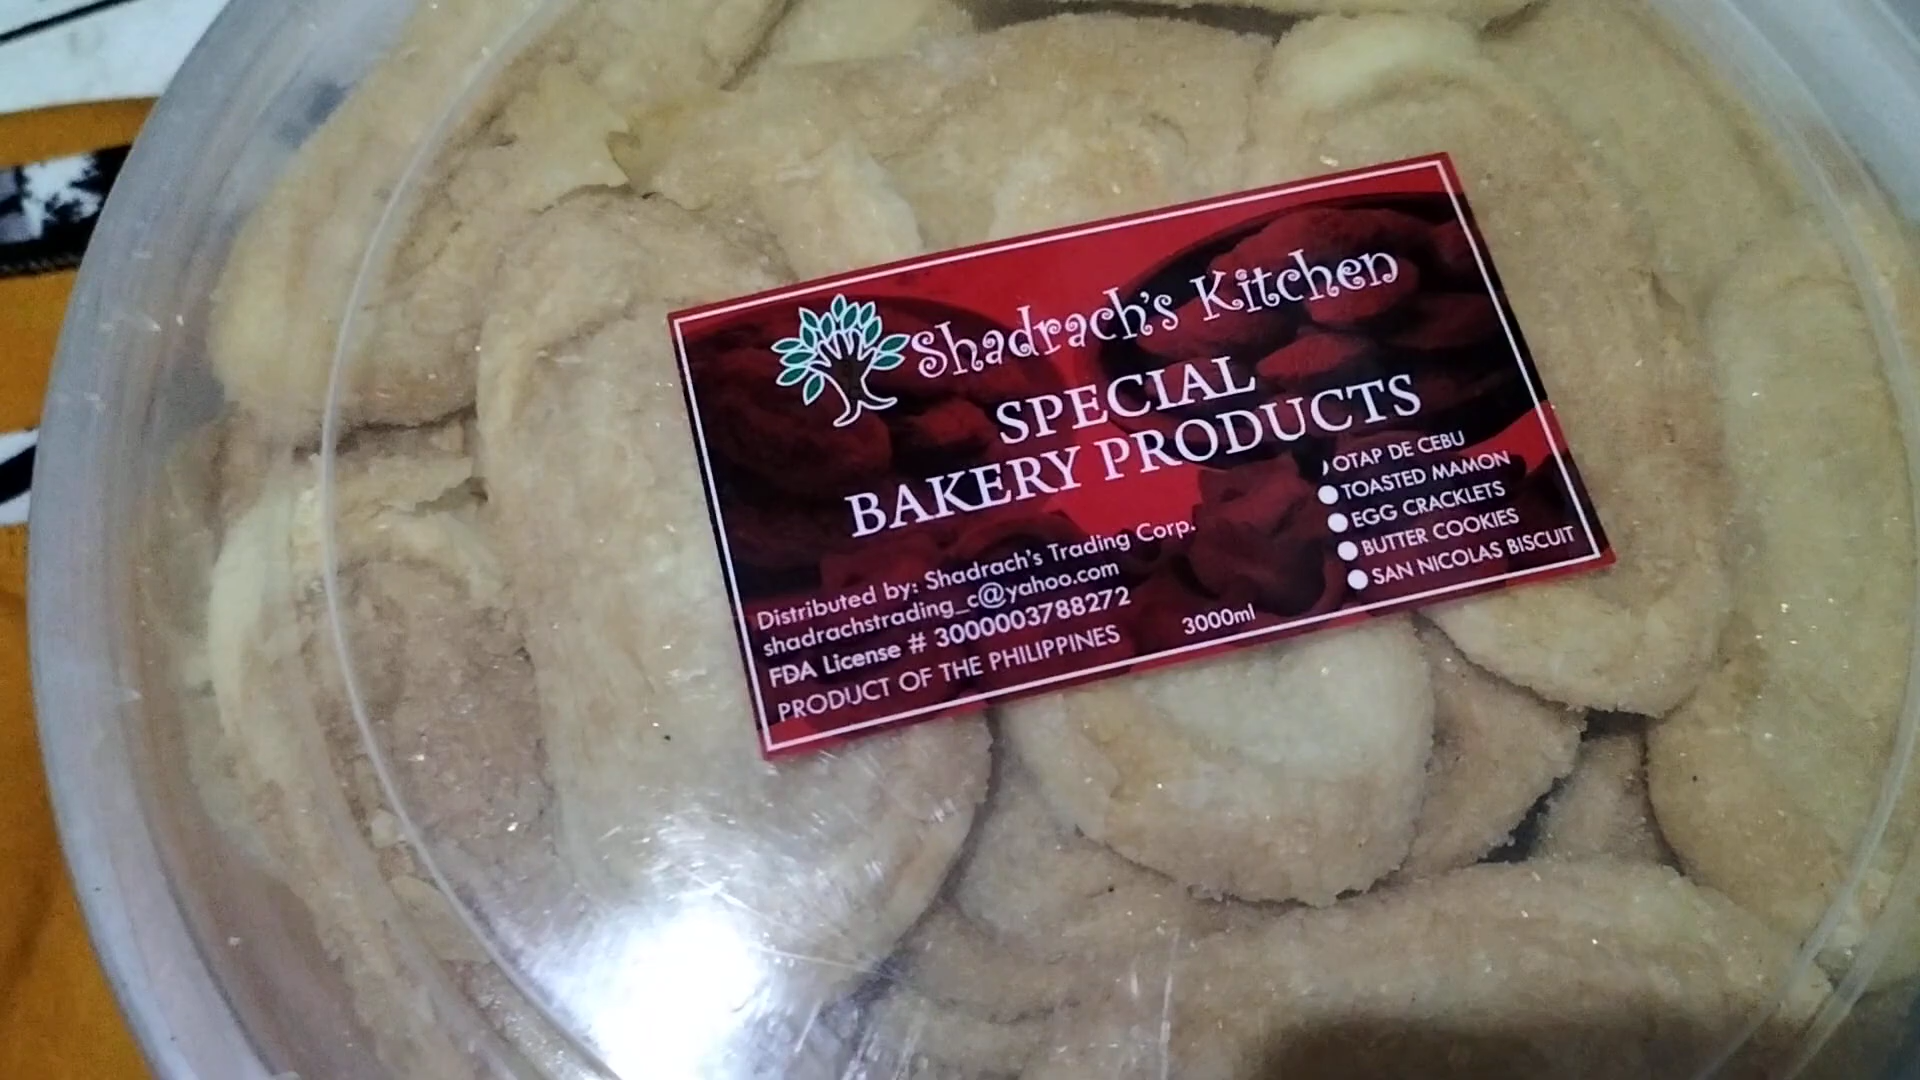 Shadrach's Kitchen
SPECIAL
BAKERY PRODUCTS
OTAP DE CEBU
TOASTED MAMON
EGG CRACKLETS
BUTTER COOKIES
SAN NICOLAS BISCUIT
Distributed by: Shadrach's Trading Corp.
shadrachstrading_c@yahoo.com
FDA License # 3000003788272
PRODUCT OF THE PHILIPPINES
3000ml